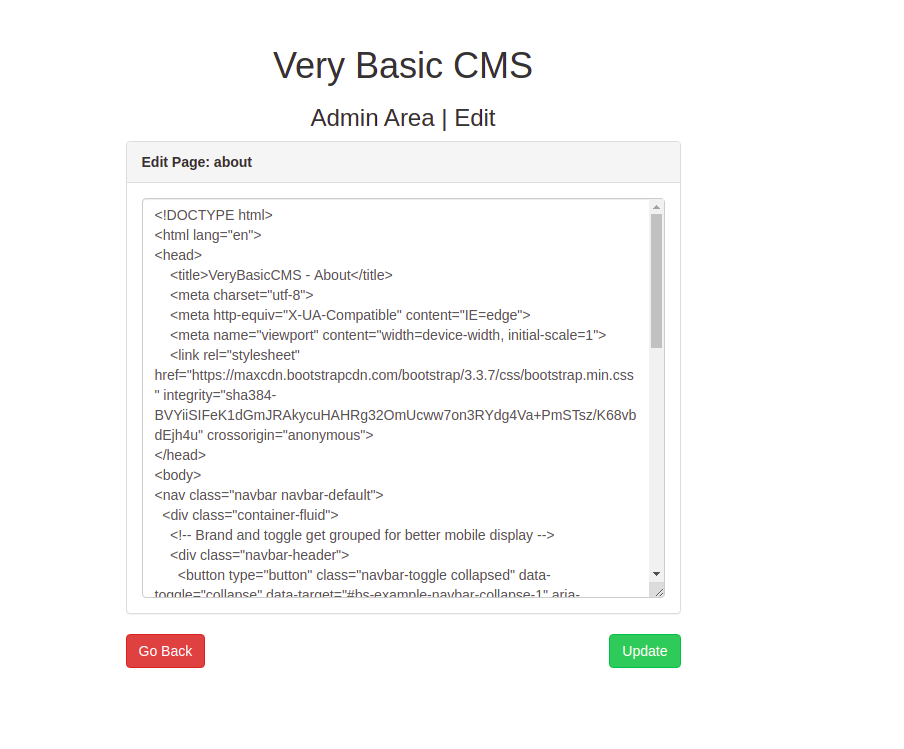 Very Basic CMS
Admin Area | Edit
Edit Page: about
<!DOCTYPE html>
<html lang="en">
<head>
<title>VeryBasicCMS - About</title>
<meta charset="utf-8">
<meta http-equiv="X-UA-Compatible" content="IE=edge">
<meta name="viewport" content="width=device-width, initial-scale=1">
<link rel="stylesheet"
href="https://maxcdn.bootstrapcdn.com/bootstrap/3.3.7/css/bootstrap.min.css
" integrity="sha384-
BVYiiSIFeK1dGmJRAkycuHAHRg32OmUcww7on3RYdg4Va+PmSTsz/K68vb
dEjh4u" crossorigin="anonymous">
</head>
<body>
<nav class="navbar navbar-default">
<div class="container-fluid">
<!-- Brand and toggle get grouped for better mobile display -->
<div class="navbar-header">
<button type="button" class="navbar-toggle collapsed" data-
toggle="collapse" data-target="#bs-example-navbar-collapse-1" aria-
Go Back
Update